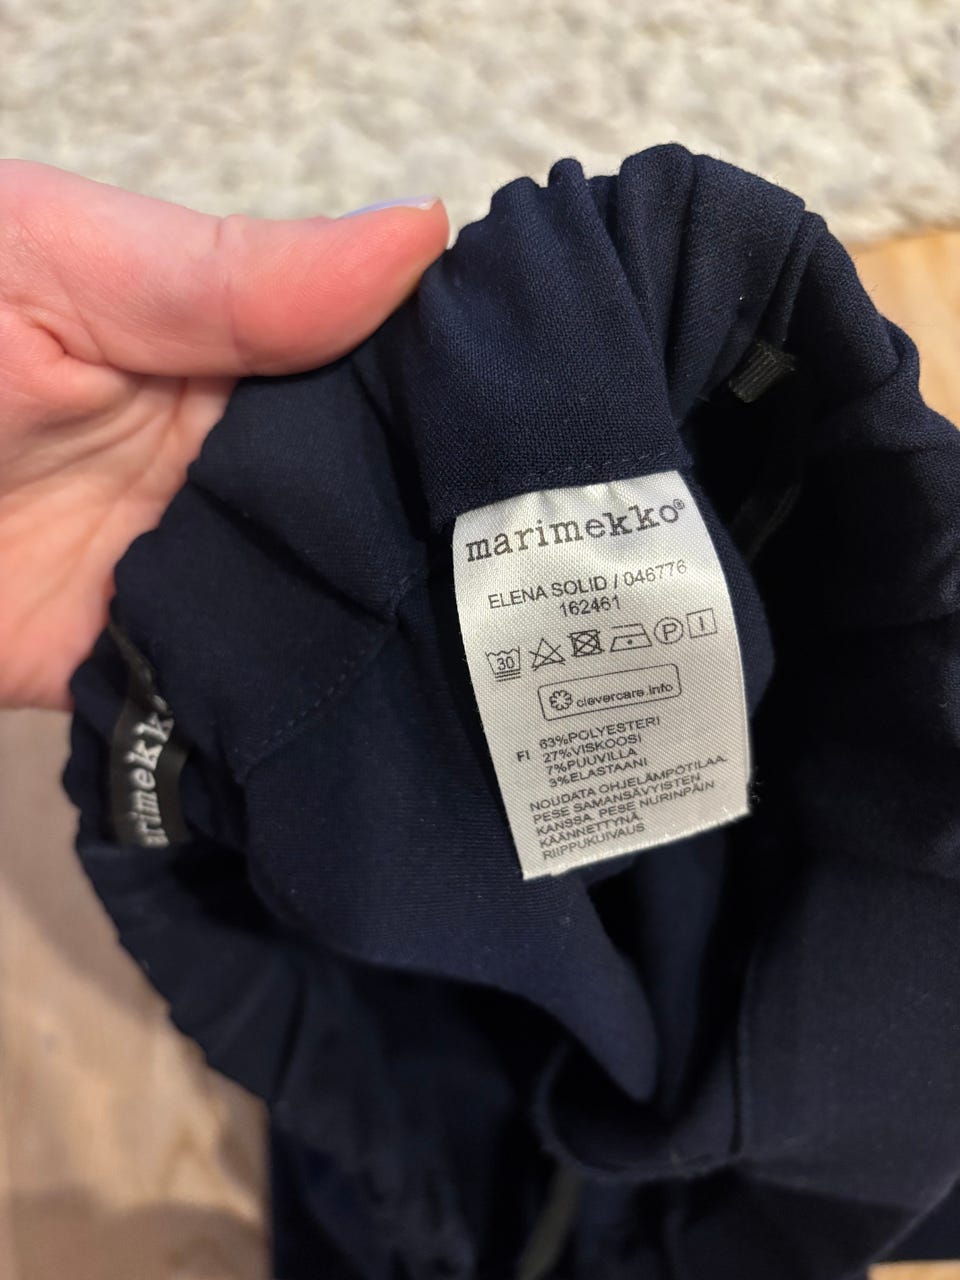 marimekko®
ELENA SOLID / 046776
162461
30 P
clevercare.info
FI 63%POLYESTERI
27%VISKOOSI
7%PUUVILLA
3%ELASTAANI
NOUDATA OHJELÄMPÖTILAA.
PESE SAMANSÄVYISTEN
KANSSA. PESE NURINPÄIN
KÄÄNNETTYNÄ.
RIIPPUKUIVAUS
arimekk